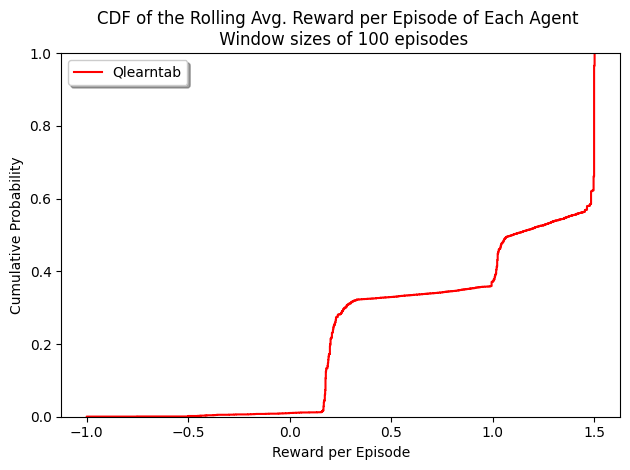 CDF of the Rolling Avg. Reward per Episode of Each Agent
Window sizes of 100 episodes
Qlearntab
1.0
0.8
0.6
0.4
0.2
0.0
Cumulative Probability
−1.0 −0.5 0.0 0.5 1.0 1.5
Reward per Episode